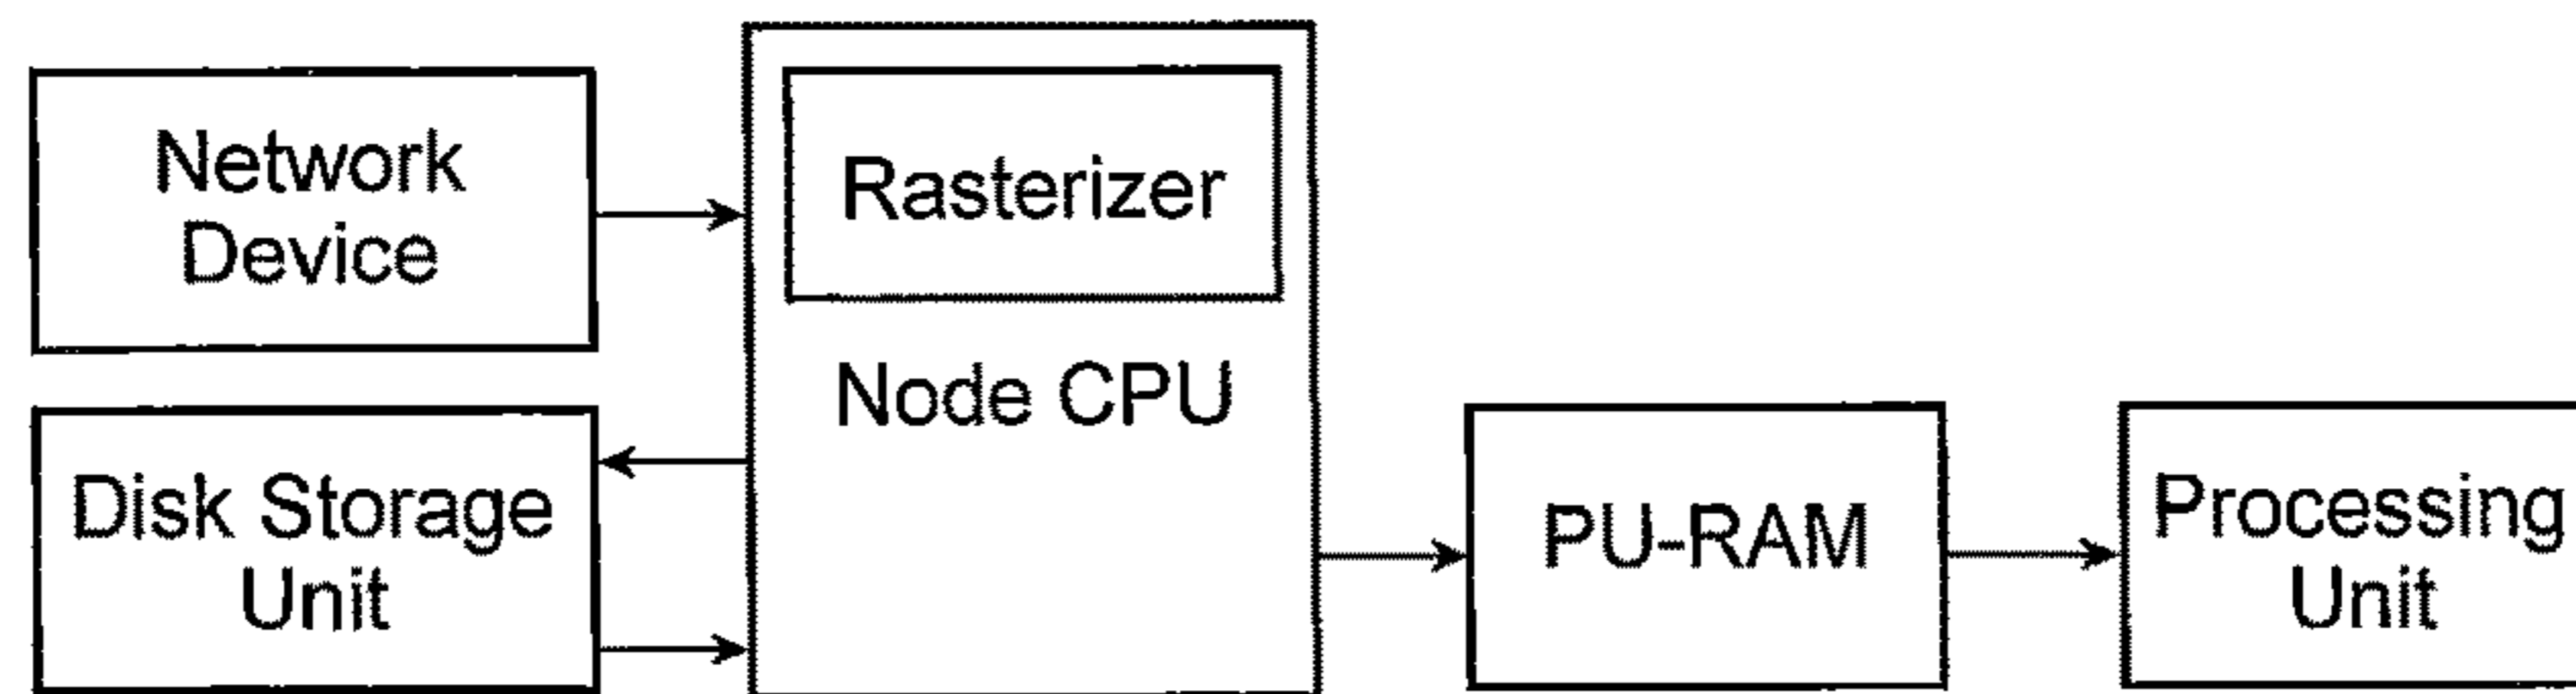 Network
Device
Rasterizer
Node CPU
Disk Storage
Unit
PU-RAM
Processing
Unit